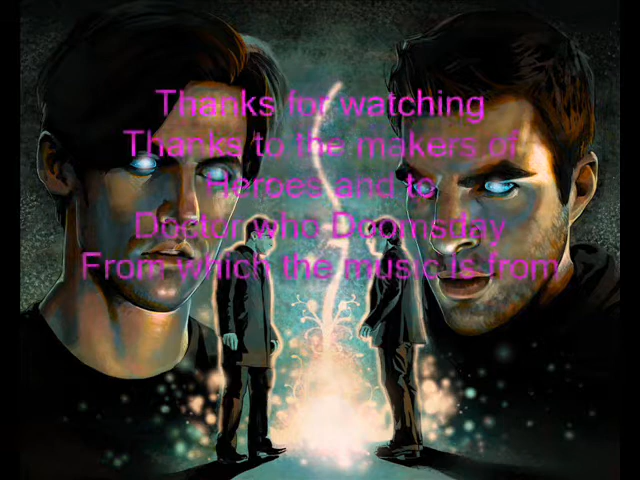 Thanks for watching
Thanks to the makers of
Heroes and to
Doctor who Doomsday
From which the music is from